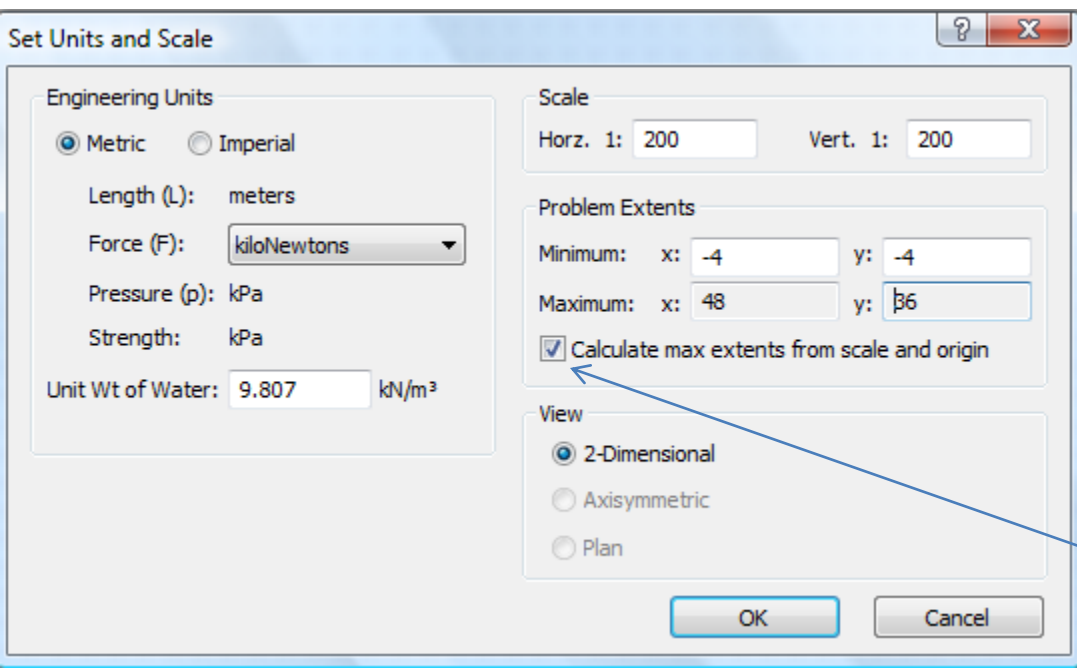 Set Units and Scale
Engineering Units
Metric Imperial
Length (L): meters
Force (F): kiloNewtons
Pressure (p): kPa
Strength: kPa
Unit Wt of Water: 9.807 kN/m³
Scale
Horz. 1: 200 Vert. 1: 200
Problem Extents
Minimum: x: -4 y: -4
Maximum: x: 48 y: 36
Calculate max extents from scale and origin
View
2-Dimensional
Axisymmetric
Plan
OK Cancel